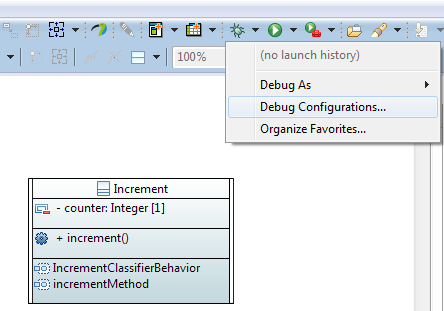 100%
(no launch history)
Debug As
Debug Configurations...
Organize Favorites...
Increment
- counter: Integer [1]
+ increment()
IncrementClassifierBehavior
incrementMethod